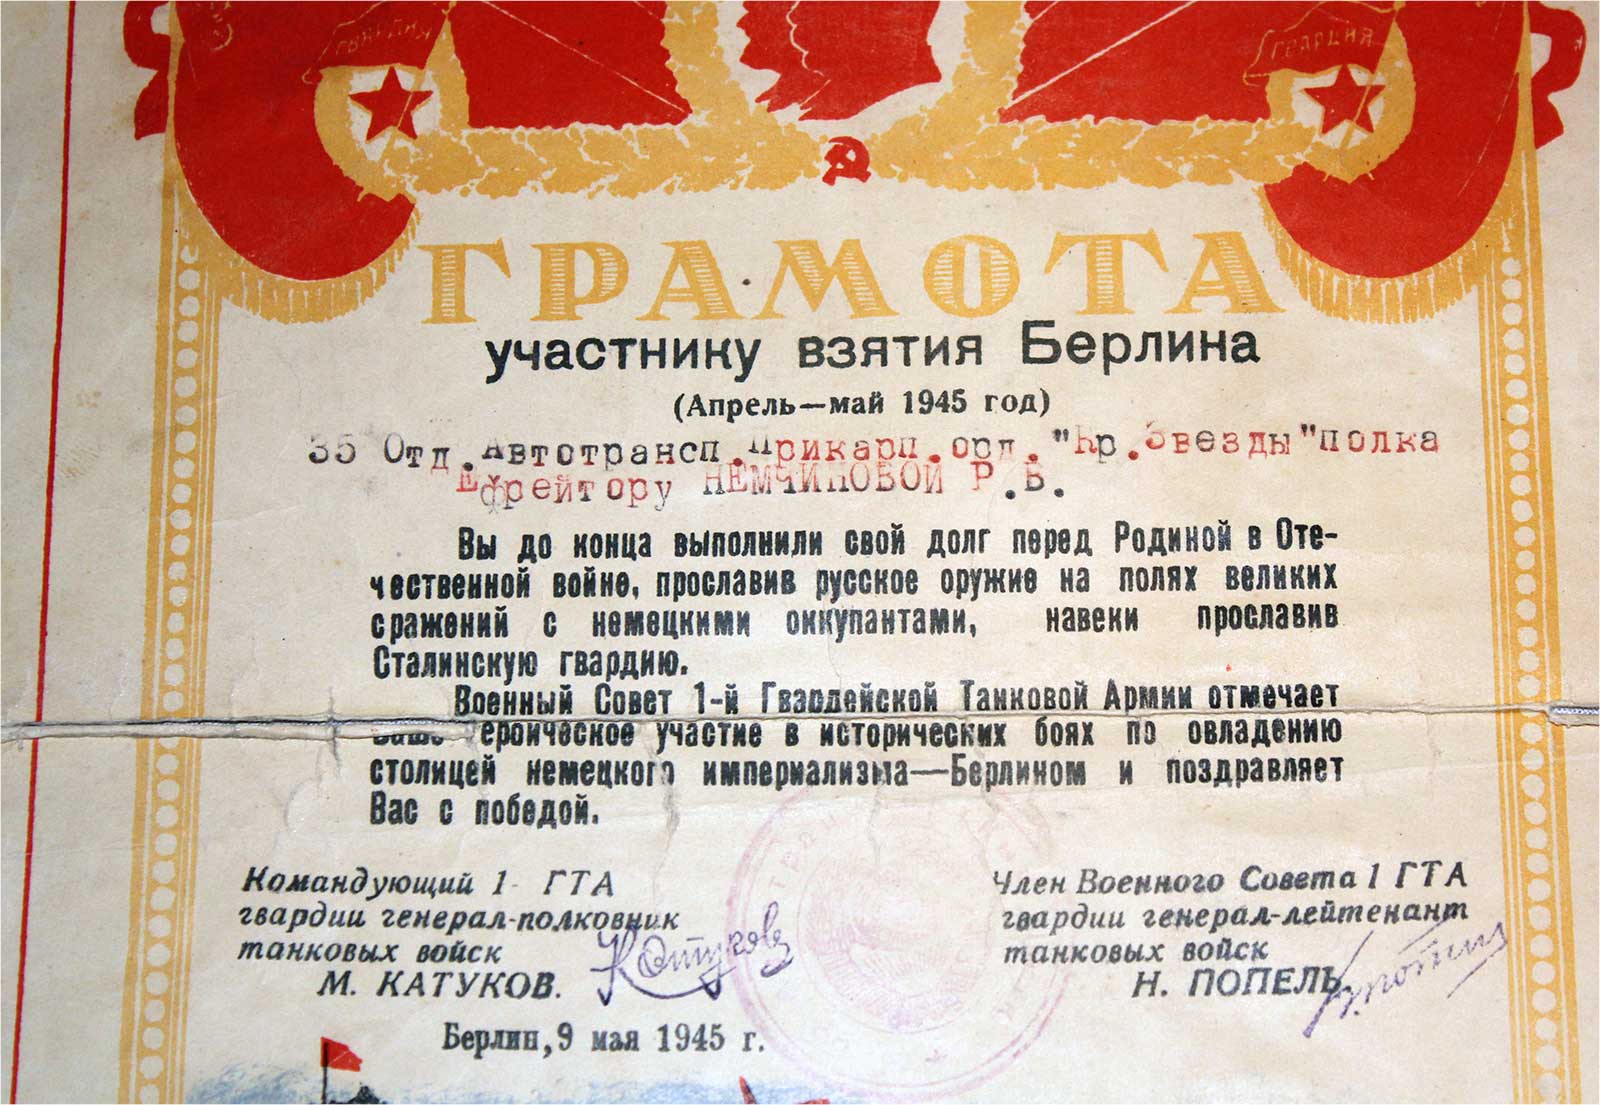 ГВАРДИЯ
ГВАРДИЯ
ГРАМОТА
участнику взятия Берлина
(Апрель—май 1945 год)
35 Отд.Автотрансп.Прикарп.орд."Кр.Звезды"полка
Ефрейтору НЕМЧИНОВОЙ Р.В.
Вы до конца выполнили свой долг перед Родиной в Оте-
чественной войне, прославив русское оружие на полях великих
сражений с немецкими оккупантами, навеки прославив
Сталинскую гвардию.
Военный Совет 1-й Гвардейской Танковой Армии отмечает
Ваше героическое участие в исторических боях по овладению
столицей немецкого империализма—Берлином и поздравляет
Вас с победой.
Командующий 1 ГТА
гвардии генерал-полковник
танковых войск
М. КАТУКОВ.
Катуков
Член Военного Совета 1 ГТА
гвардии генерал-лейтенант
танковых войск
Н. ПОПЕЛЬ
Берлин, 9 мая 1945 г.